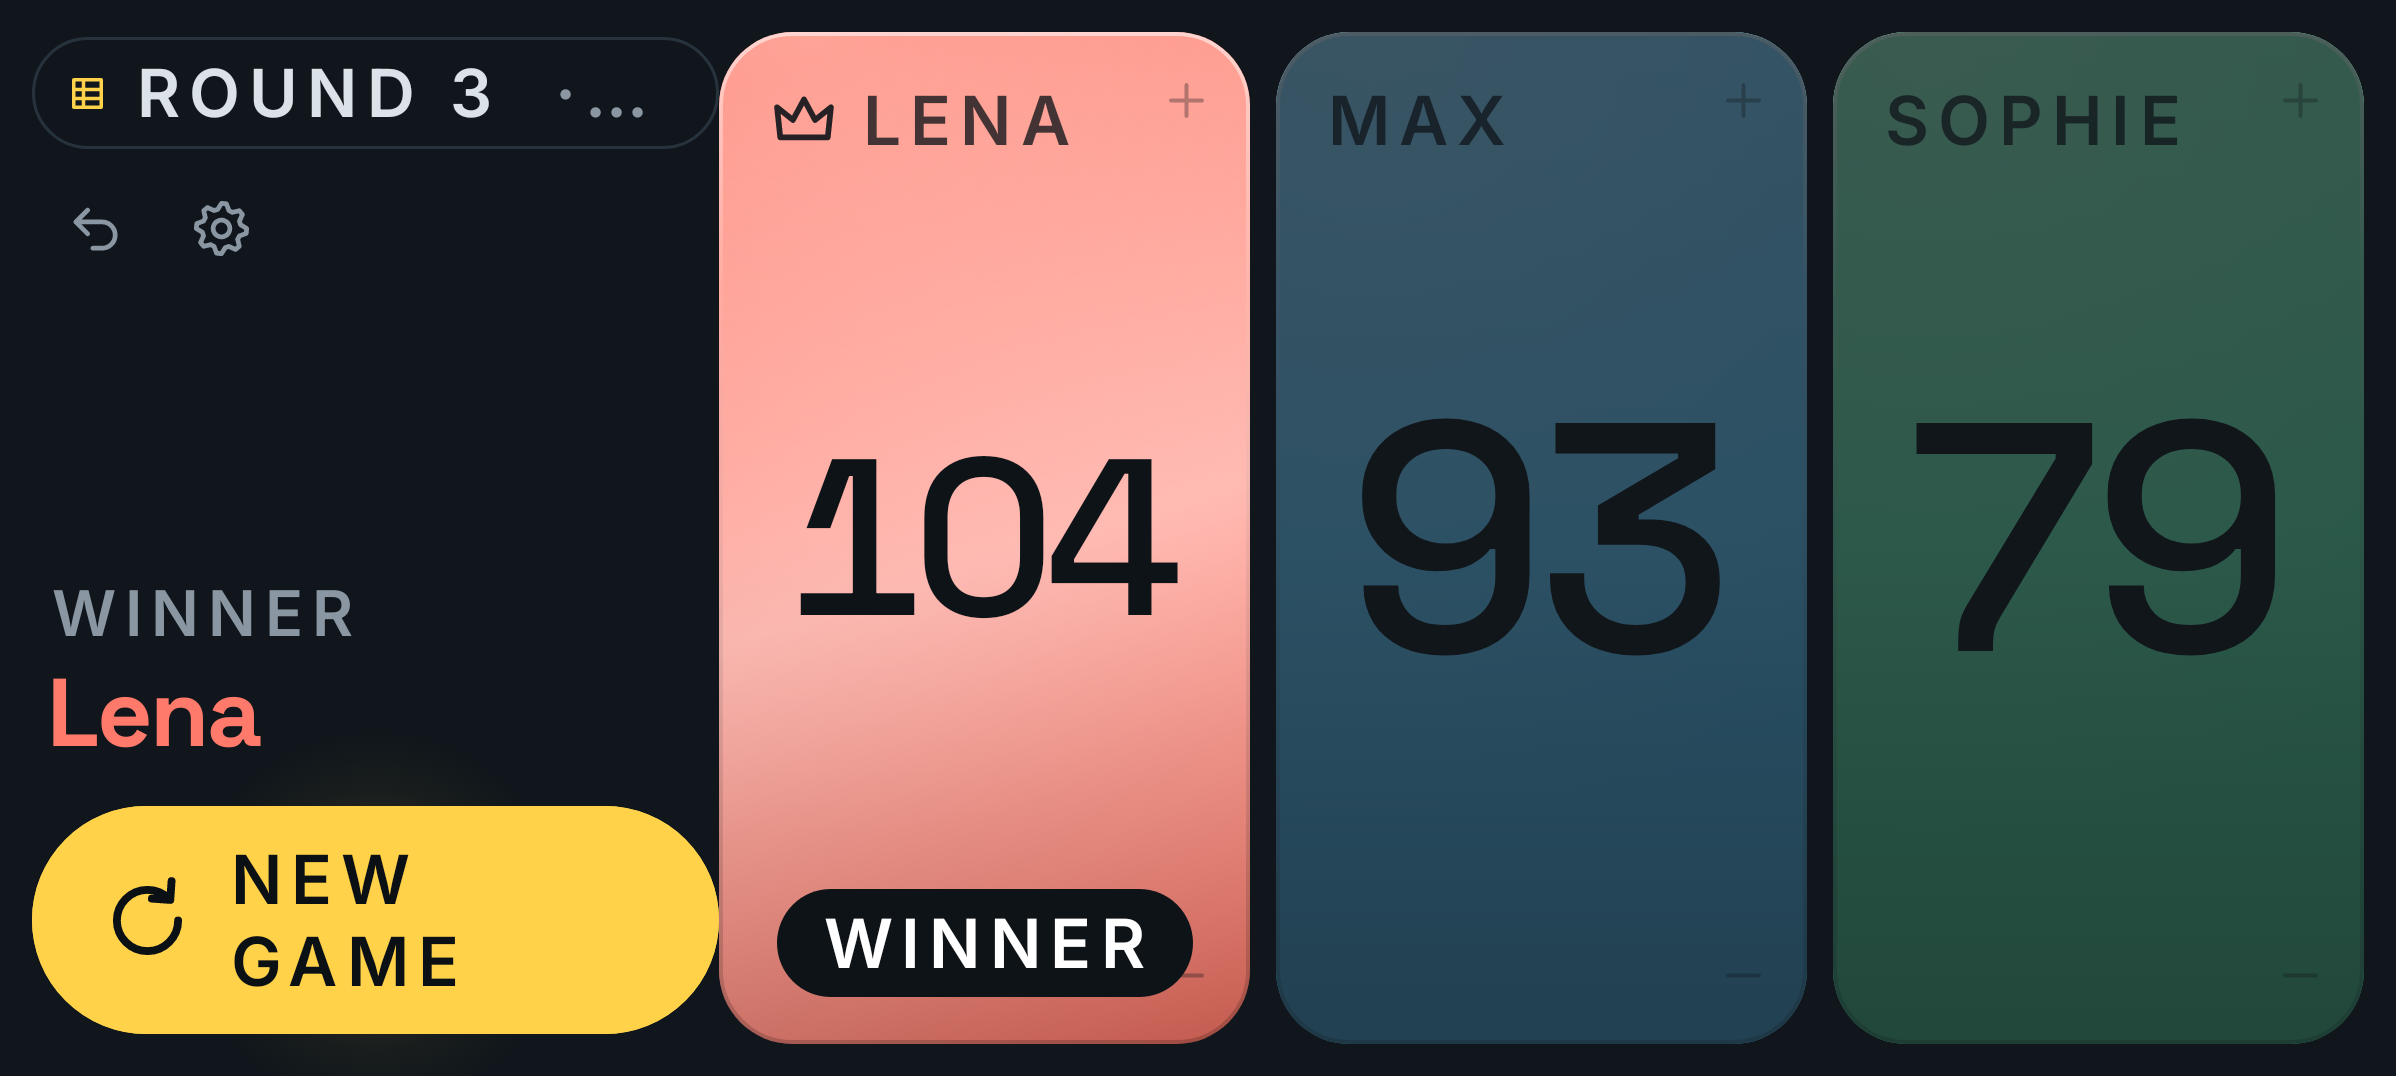 ROUND 3 · ...
WINNER
Lena
NEW
GAME
LENA
+
104
WINNER
−
MAX
+
93
−
SOPHIE
+
79
−